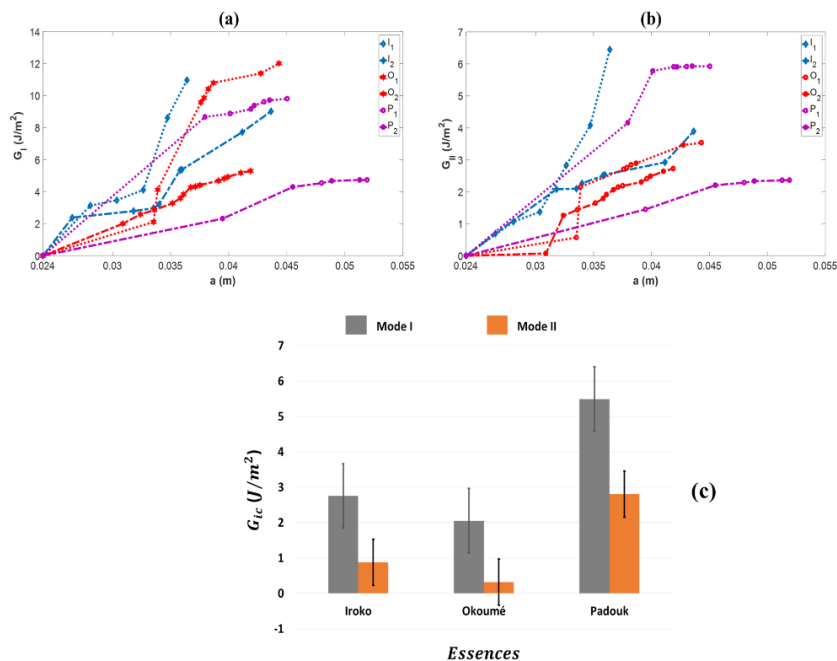 (a)
14
12
10
8
6
4
2
0
G_I (J/m²)
0.024 0.03 0.035 0.04 0.045 0.05 0.055
a (m)
I₁
I₂
O₁
O₂
P₁
P₂
(b)
7
6
5
4
3
2
1
0
G_II (J/m²)
0.024 0.03 0.035 0.04 0.045 0.05 0.055
a (m)
I₁
I₂
O₁
O₂
P₁
P₂
Mode I Mode II
7
6
5
4
3
2
1
0
-1
G_ic (J/m²)
Iroko Okoumé Padouk
Essences
(c)